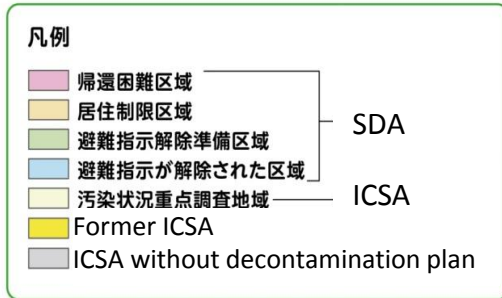 凡例
帰還困難区域
居住制限区域
避難指示解除準備区域
避難指示が解除された区域
SDA
汚染状況重点調査地域
ICSA
Former ICSA
ICSA without decontamination plan